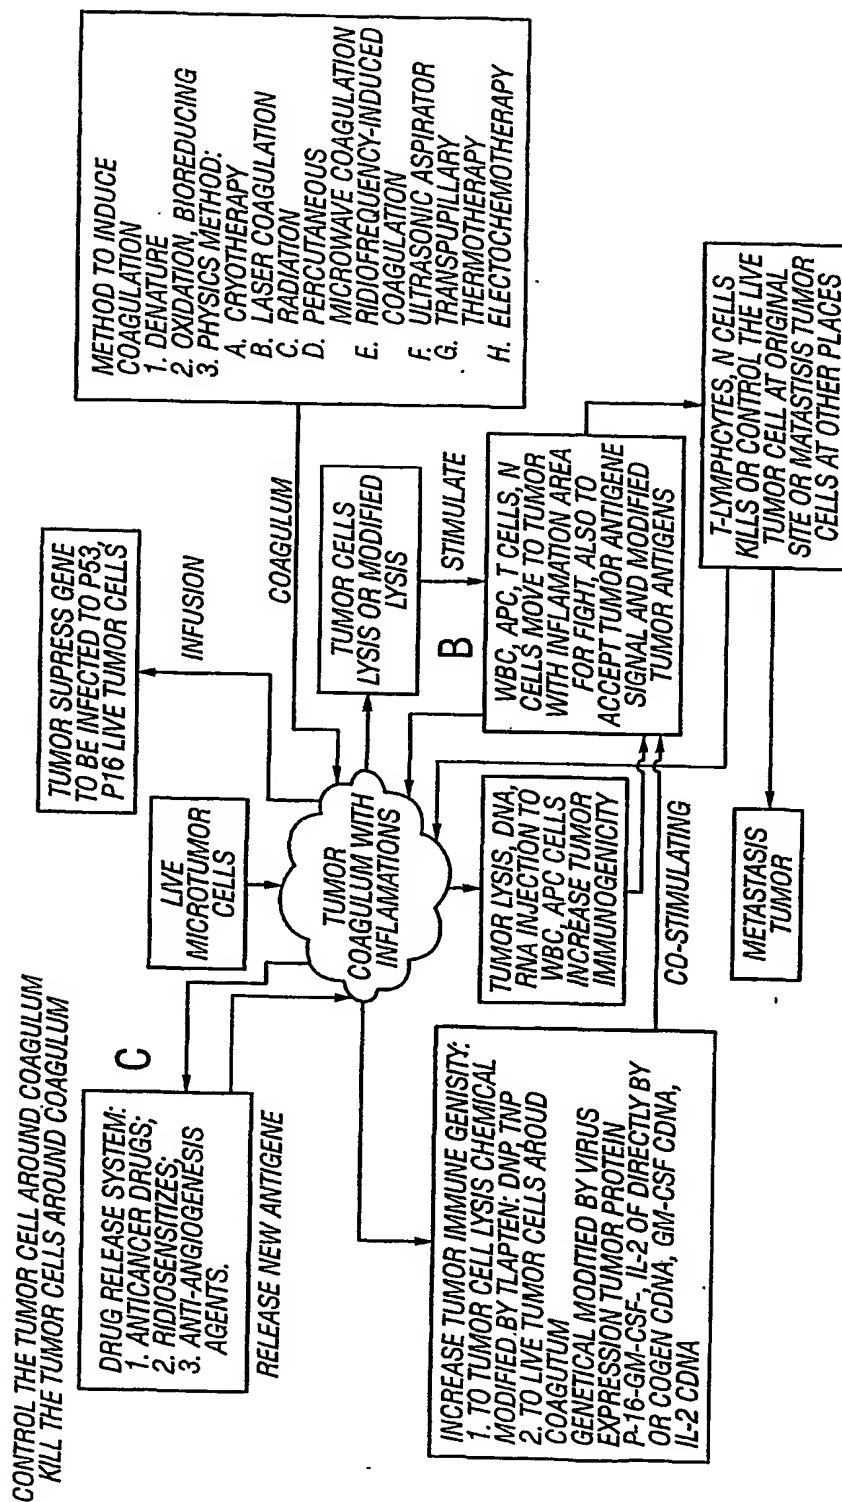 CONTROL THE TUMOR CELL AROUND COAGULUM
KILL THE TUMOR CELLS AROUND COAGULUM
C
DRUG RELEASE SYSTEM:
1. ANTICANCER DRUGS;
2. RIDIOSENSITIZES;
3. ANTI-ANGIOGENESIS
AGENTS.
RELEASE NEW ANTIGENE
LIVE
MICROTUMOR
CELLS
TUMOR SUPRESS GENE
TO BE INFECTED TO P53,
P16 LIVE TUMOR CELLS
INFUSION
METHOD TO INDUCE
COAGULATION
1. DENATURE
2. OXIDATION, BIOREDUCING
3. PHYSICS METHOD:
A. CRYOTHERAPY
B. LASER COAGULATION
C. RADIATION
D. PERCUTANEOUS
MICROWAVE COAGULATION
E. RIDIOFREQUENCY-INDUCED
COAGULATION
F. ULTRASONIC ASPIRATOR
G. TRANSPUPILLARY
THERMOTHERAPY
H. ELECTOCHEMOTHERAPY
COAGULUM
TUMOR
COAGULUM WITH
INFLAMATIONS
TUMOR CELLS
LYSIS OR MODIFIED
LYSIS
STIMULATE
B
INCREASE TUMOR IMMUNE GENISITY:
1. TO TUMOR CELL LYSIS CHEMICAL
MODIFIED BY TLAPTEN: DNP, TNP
2. TO LIVE TUMOR CELLS AROUD
COAGUTUM
GENETICAL MODITIED BY VIRUS
EXPRESSION TUMOR PROTEIN
P-16-GM-CSF-, IL-2 OF DIRECTLY BY
OR COGEN CDNA, GM-CSF CDNA,
IL-2 CDNA
TUMOR LYSIS, DNA,
RNA INJECTION TO
WBC, APC CELLS
INCREASE TUMOR
IMMUNOGENICITY
CO-STIMULATING
WBC, APC, T CELLS, N
CELLS MOVE TO TUMOR
WITH INFLAMATION AREA
FOR FIGHT, ALSO TO
ACCEPT TUMOR ANTIGENE
SIGNAL AND MODIFIED
TUMOR ANTIGENS
METASTASIS
TUMOR
T-LYMPHCYTES, N CELLS
KILLS OR CONTROL THE LIVE
TUMOR CELL AT ORIGINAL
SITE OR MATASTISIS TUMOR
CELLS AT OTHER PLACES